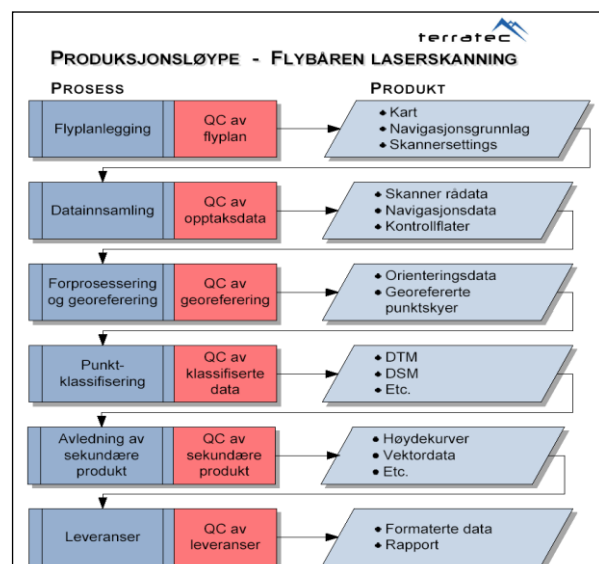 terratec
PRODUKSJONSLØYPE - FLYBÅREN LASERSKANNING
PROSESS
PRODUKT
Flyplanlegging
QC av
flyplan
Kart
Navigasjonsgrunnlag
Skannersettings
Datainnsamling
QC av
opptaksdata
Skanner rådata
Navigasjonsdata
Kontrollflater
Forprosessering
og georeferering
QC av
georeferering
Orienteringsdata
Georefererte
punktskyer
Punkt-
klassifisering
QC av
klassifiserte
data
DTM
DSM
Etc.
Avledning av
sekundære
produkt
QC av
sekundære
produkt
Høydekurver
Vektordata
Etc.
Leveranser
QC av
leveranser
Formaterte data
Rapport